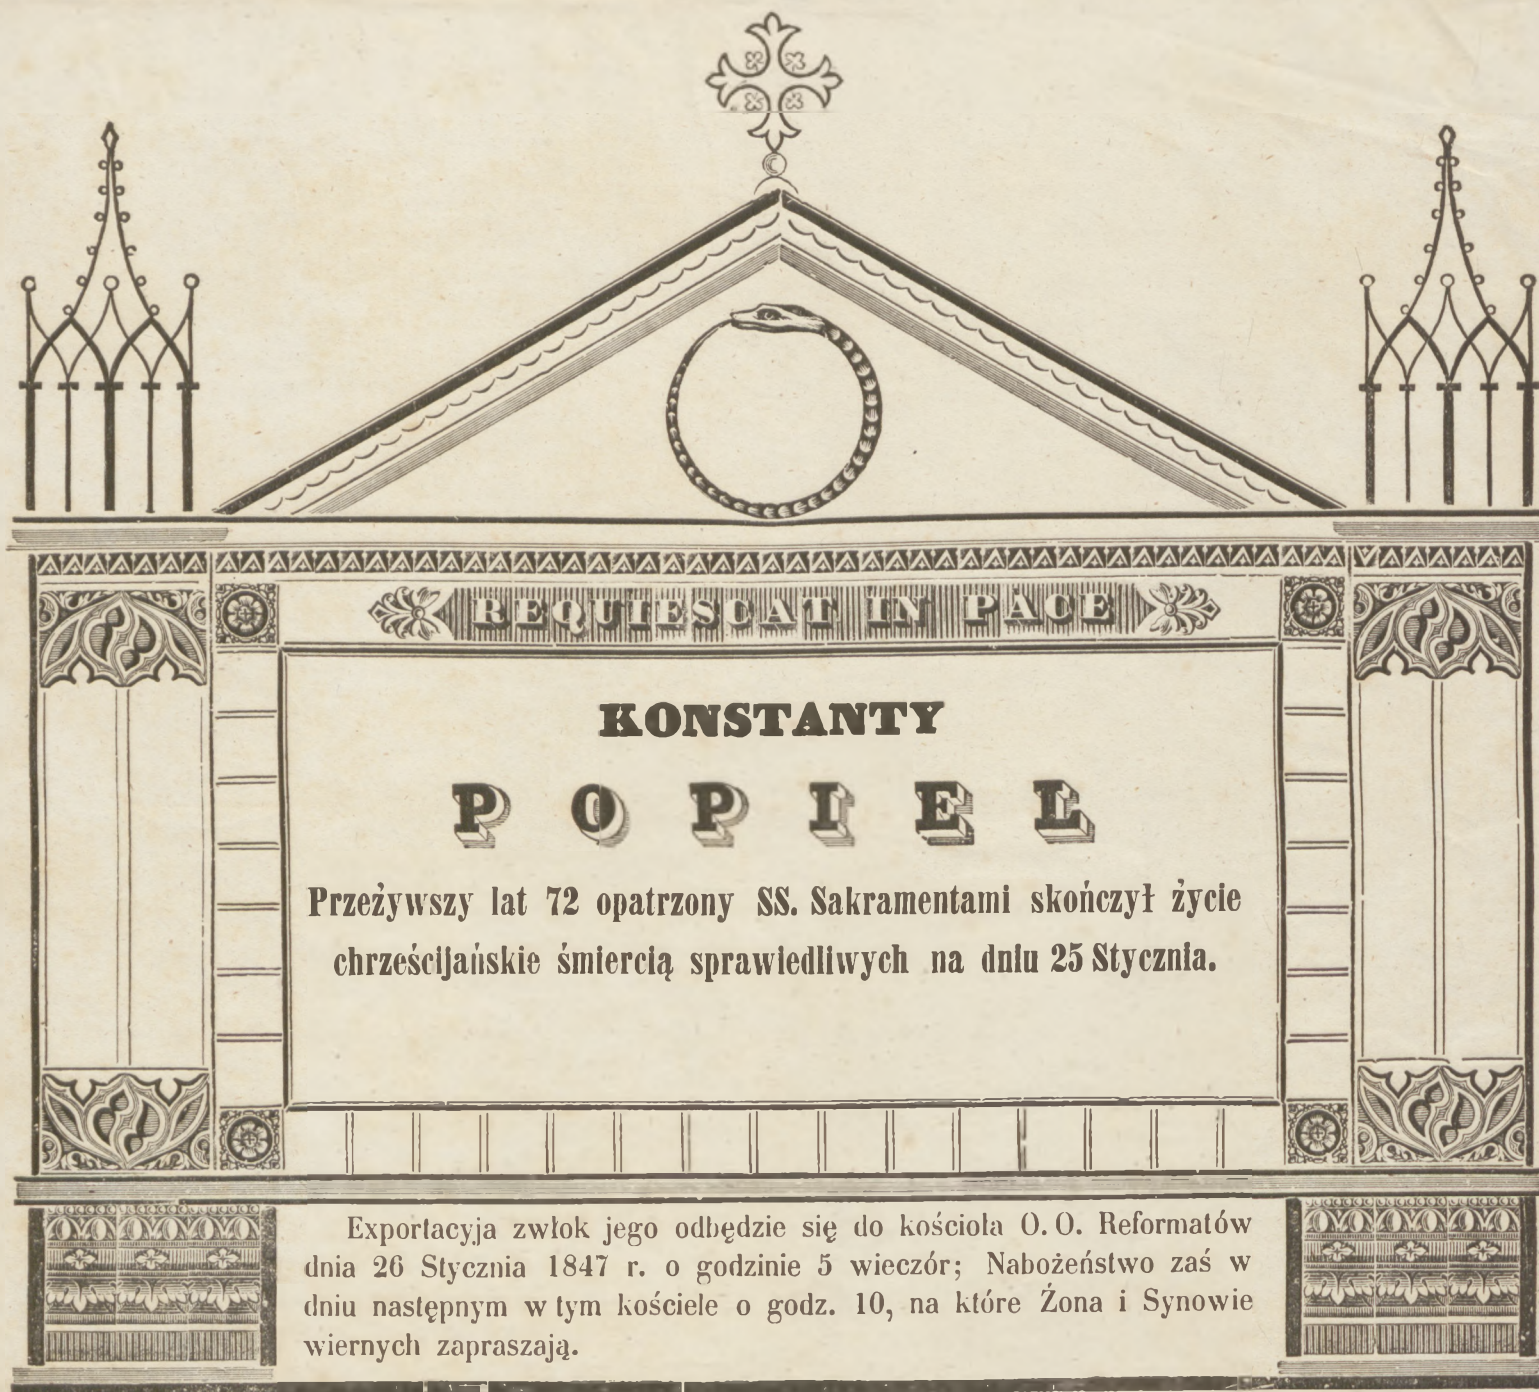 REQUIESCAT IN PACE
KONSTANTY
POPIEL
Przeżywszy lat 72 opatrzony SS. Sakramentami skończył życie
chrześcijańskie śmiercią sprawiedliwych na dniu 25 Stycznia.
Exportacyja zwłok jego odbędzie się do kościoła O. O. Reformatów
dnia 26 Stycznia 1847 r. o godzinie 5 wieczór; Nabożeństwo zaś w
dniu następnym w tym kościele o godz. 10, na które Żona i Synowie
wiernych zapraszają.